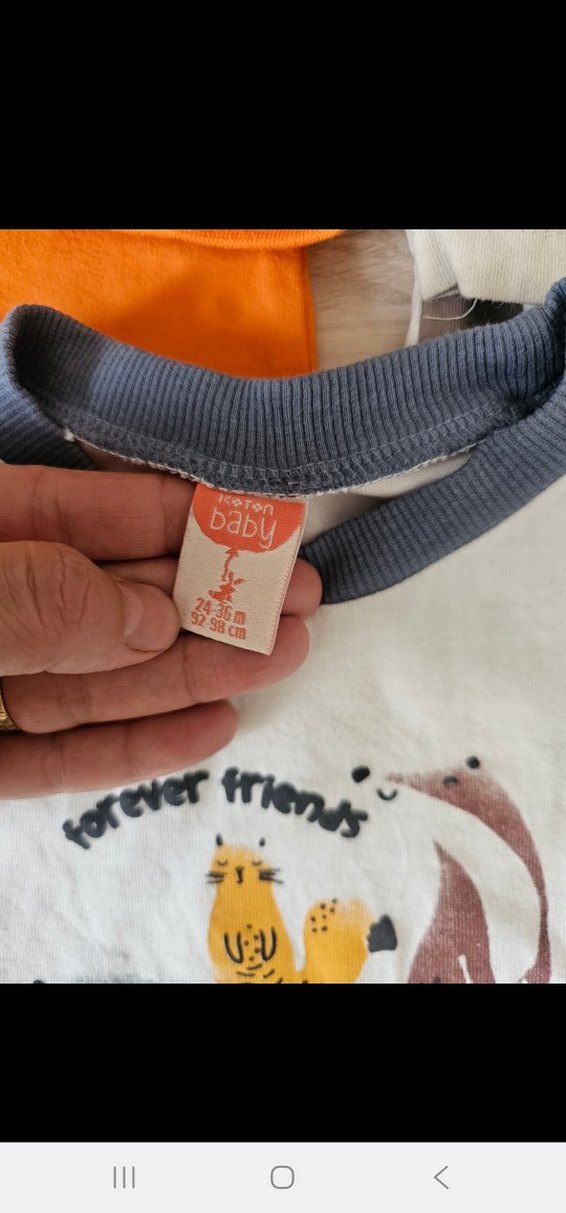 KOTON
baby
24-36 m
92-98 cm
forever friends